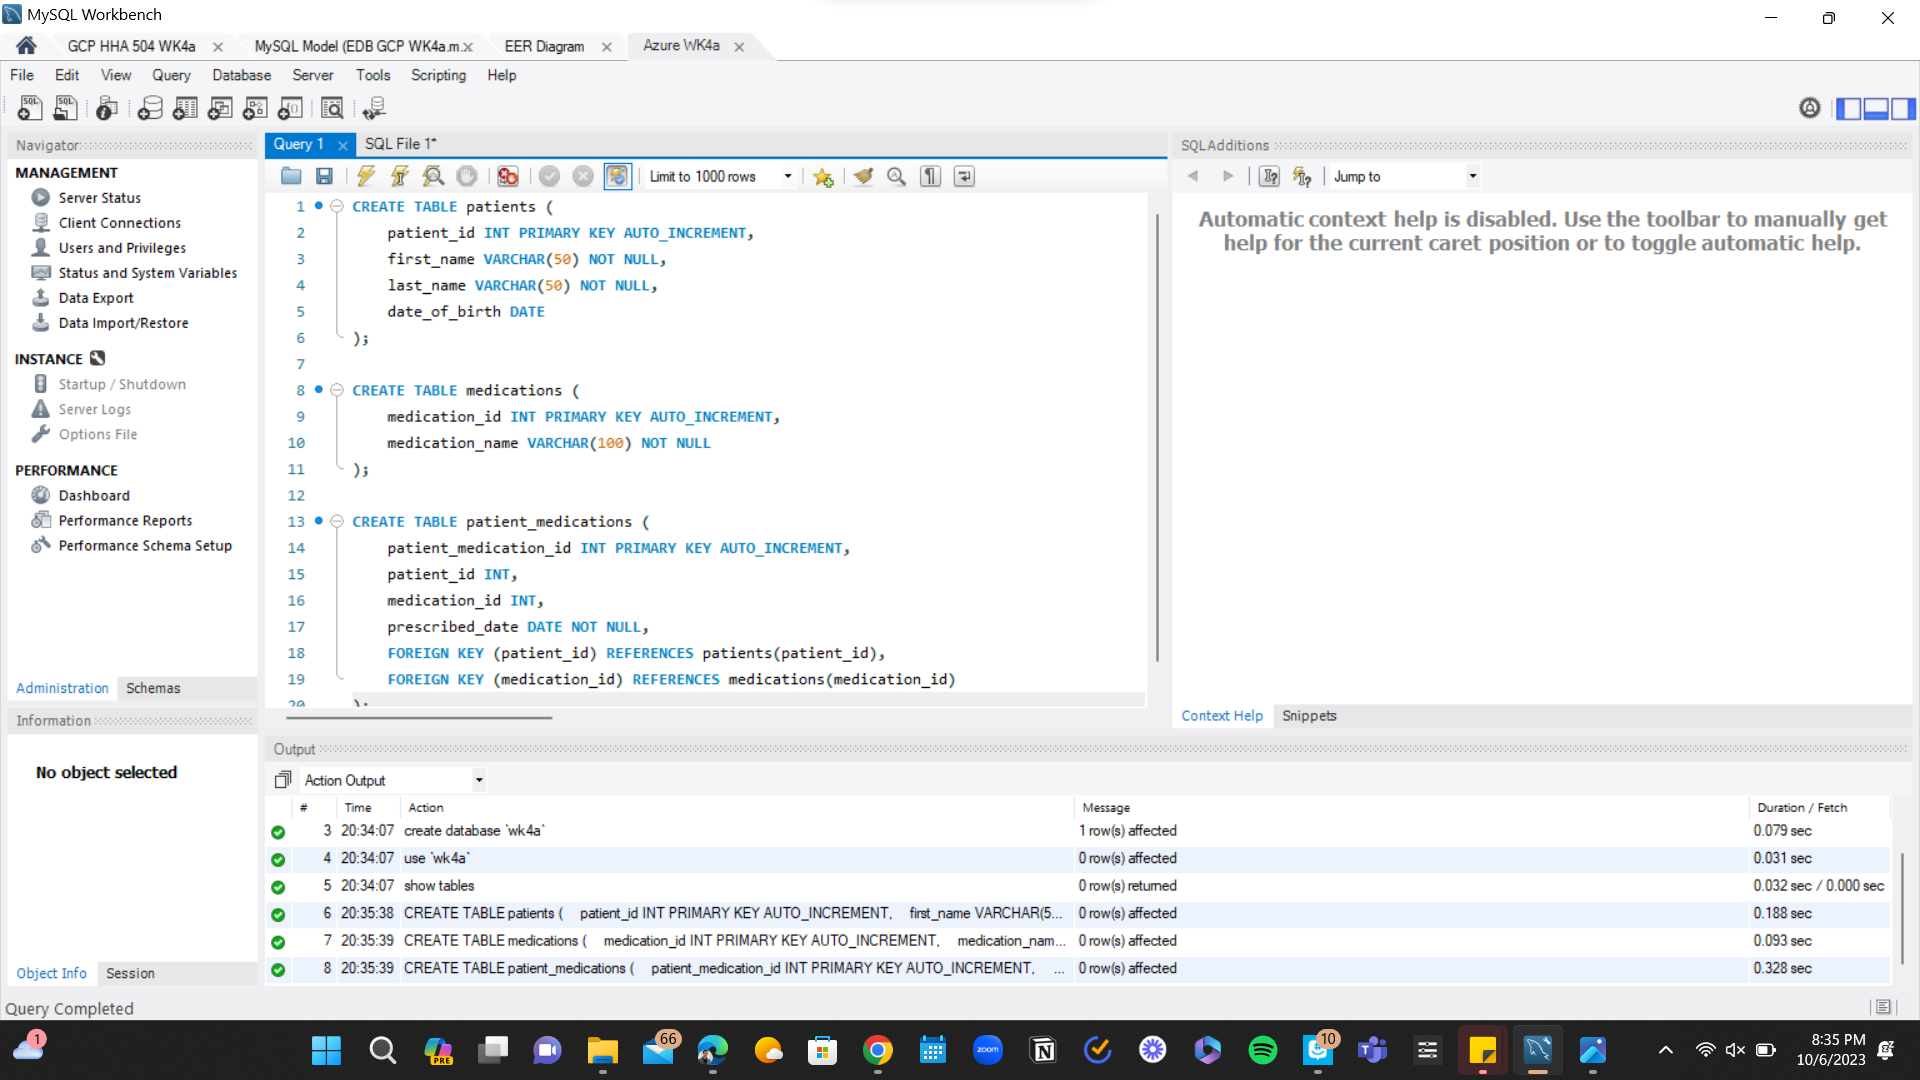 MySQL Workbench
GCP HHA 504 WK4a
MySQL Model (EDB GCP WK4a.m...
EER Diagram
Azure WK4a
File Edit View Query Database Server Tools Scripting Help
Navigator
MANAGEMENT
Server Status
Client Connections
Users and Privileges
Status and System Variables
Data Export
Data Import/Restore
INSTANCE
Startup / Shutdown
Server Logs
Options File
PERFORMANCE
Dashboard
Performance Reports
Performance Schema Setup
Administration Schemas
Information
No object selected
Object Info Session
Query Completed
Query 1 SQL File 1*
Limit to 1000 rows
1 CREATE TABLE patients (
2 patient_id INT PRIMARY KEY AUTO_INCREMENT,
3 first_name VARCHAR(50) NOT NULL,
4 last_name VARCHAR(50) NOT NULL,
5 date_of_birth DATE
6 );
7
8 CREATE TABLE medications (
9 medication_id INT PRIMARY KEY AUTO_INCREMENT,
10 medication_name VARCHAR(100) NOT NULL
11 );
12
13 CREATE TABLE patient_medications (
14 patient_medication_id INT PRIMARY KEY AUTO_INCREMENT,
15 patient_id INT,
16 medication_id INT,
17 prescribed_date DATE NOT NULL,
18 FOREIGN KEY (patient_id) REFERENCES patients(patient_id),
19 FOREIGN KEY (medication_id) REFERENCES medications(medication_id)
20 );
SQLAdditions
Jump to
Automatic context help is disabled. Use the toolbar to manually get
help for the current caret position or to toggle automatic help.
Context Help Snippets
Output
Action Output
# Time Action Message Duration / Fetch
3 20:34:07 create database `wk4a` 1 row(s) affected 0.079 sec
4 20:34:07 use `wk4a` 0 row(s) affected 0.031 sec
5 20:34:07 show tables 0 row(s) returned 0.032 sec / 0.000 sec
6 20:35:38 CREATE TABLE patients ( patient_id INT PRIMARY KEY AUTO_INCREMENT, first_name VARCHAR(5... 0 row(s) affected 0.188 sec
7 20:35:39 CREATE TABLE medications ( medication_id INT PRIMARY KEY AUTO_INCREMENT, medication_nam... 0 row(s) affected 0.093 sec
8 20:35:39 CREATE TABLE patient_medications ( patient_medication_id INT PRIMARY KEY AUTO_INCREMENT, ... 0 row(s) affected 0.328 sec
1
PRE
66
zoom
10
8:35 PM
10/6/2023